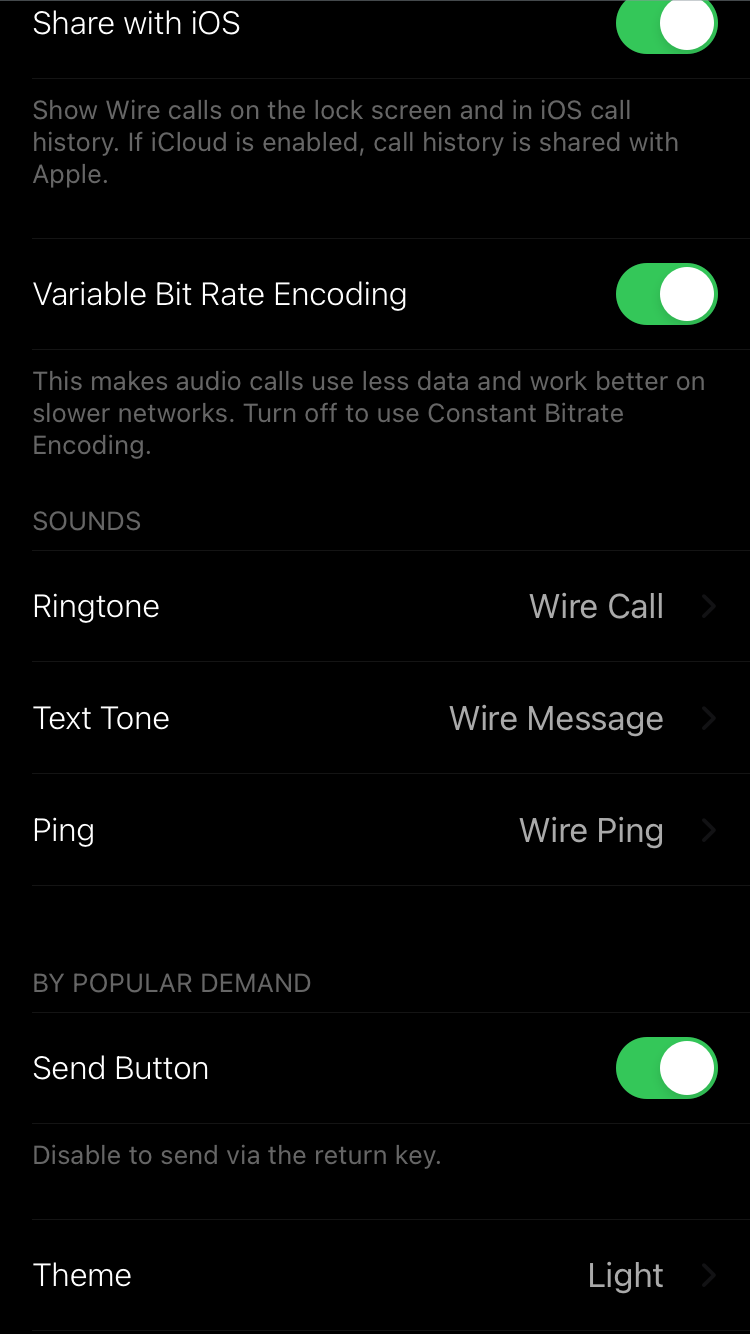 Share with iOS
Show Wire calls on the lock screen and in iOS call
history. If iCloud is enabled, call history is shared with
Apple.
Variable Bit Rate Encoding
This makes audio calls use less data and work better on
slower networks. Turn off to use Constant Bitrate
Encoding.
SOUNDS
Ringtone Wire Call
Text Tone Wire Message
Ping Wire Ping
BY POPULAR DEMAND
Send Button
Disable to send via the return key.
Theme Light